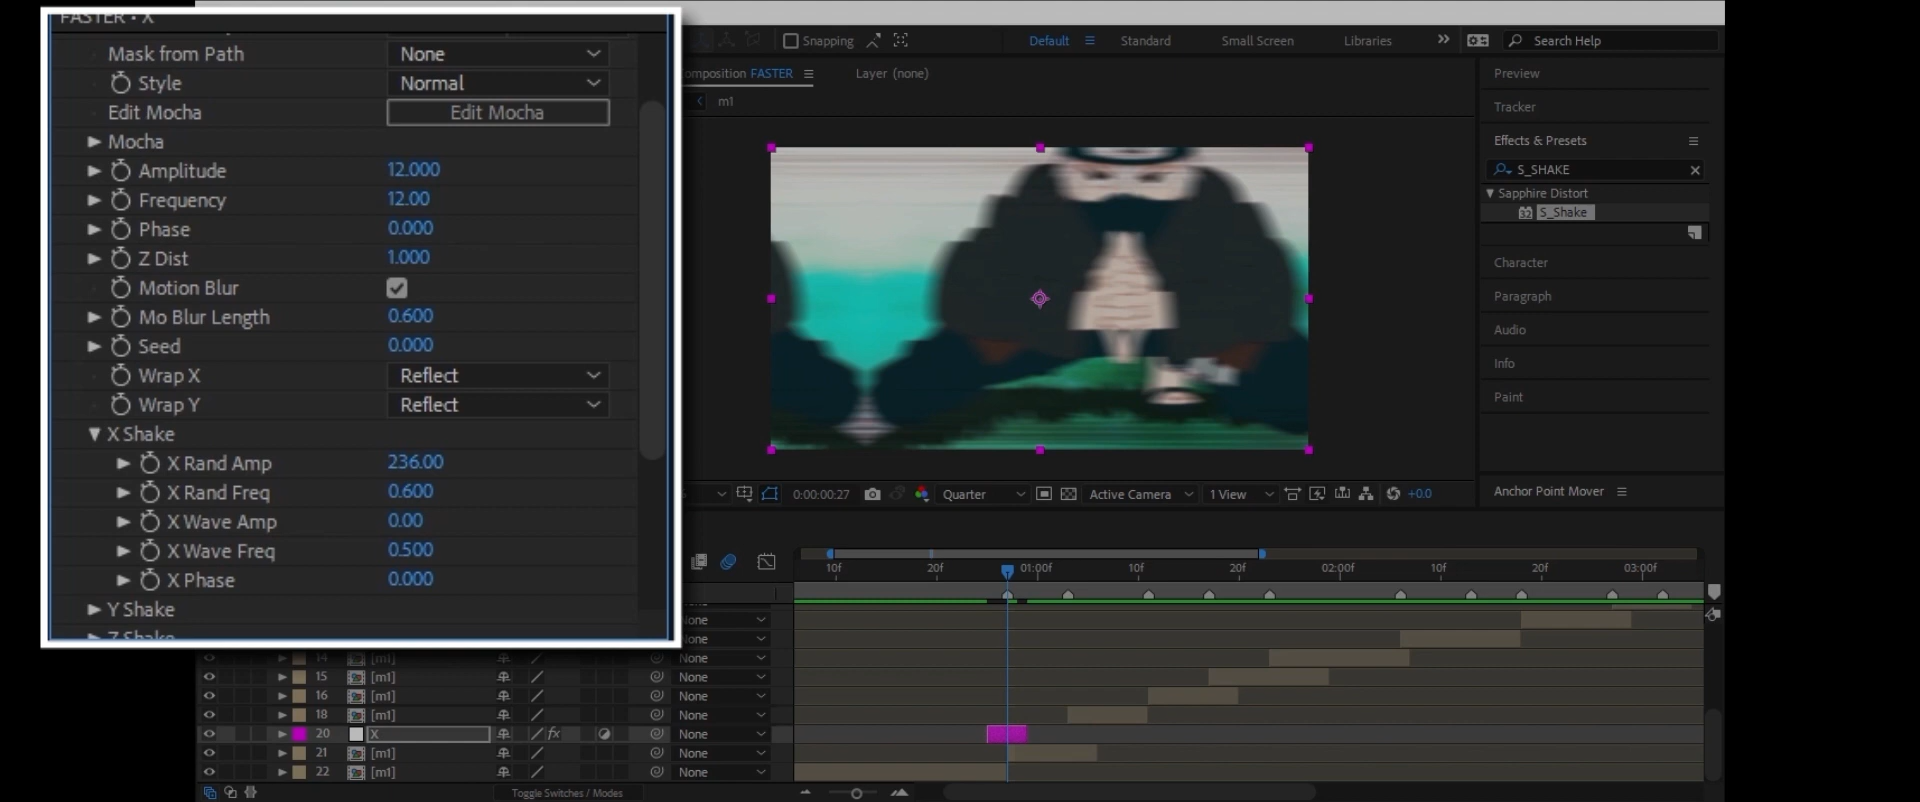 FASTER • X
Mask from Path None
Style Normal
Edit Mocha Edit Mocha
Mocha
Amplitude 12.000
Frequency 12.00
Phase 0.000
Z Dist 1.000
Motion Blur
Mo Blur Length 0.600
Seed 0.000
Wrap X Reflect
Wrap Y Reflect
X Shake
X Rand Amp 236.00
X Rand Freq 0.600
X Wave Amp 0.00
X Wave Freq 0.500
X Phase 0.000
Y Shake
Z Shake
Snapping Default Standard Small Screen Libraries Search Help
omposition FASTER Layer (none)
m1
Preview
Tracker
Effects & Presets
S_SHAKE
Sapphire Distort
32 S_Shake
Character
Paragraph
Audio
Info
Paint
Anchor Point Mover
0:00:00:27 Quarter Active Camera 1 View +0.0
10f 20f 01:00f 10f 20f 02:00f 10f 20f 03:00f
one
one
14 [m1] None
15 [m1] None
16 [m1] None
18 [m1] None
20 X fx None
21 [m1] None
22 [m1] None
Toggle Switches / Modes